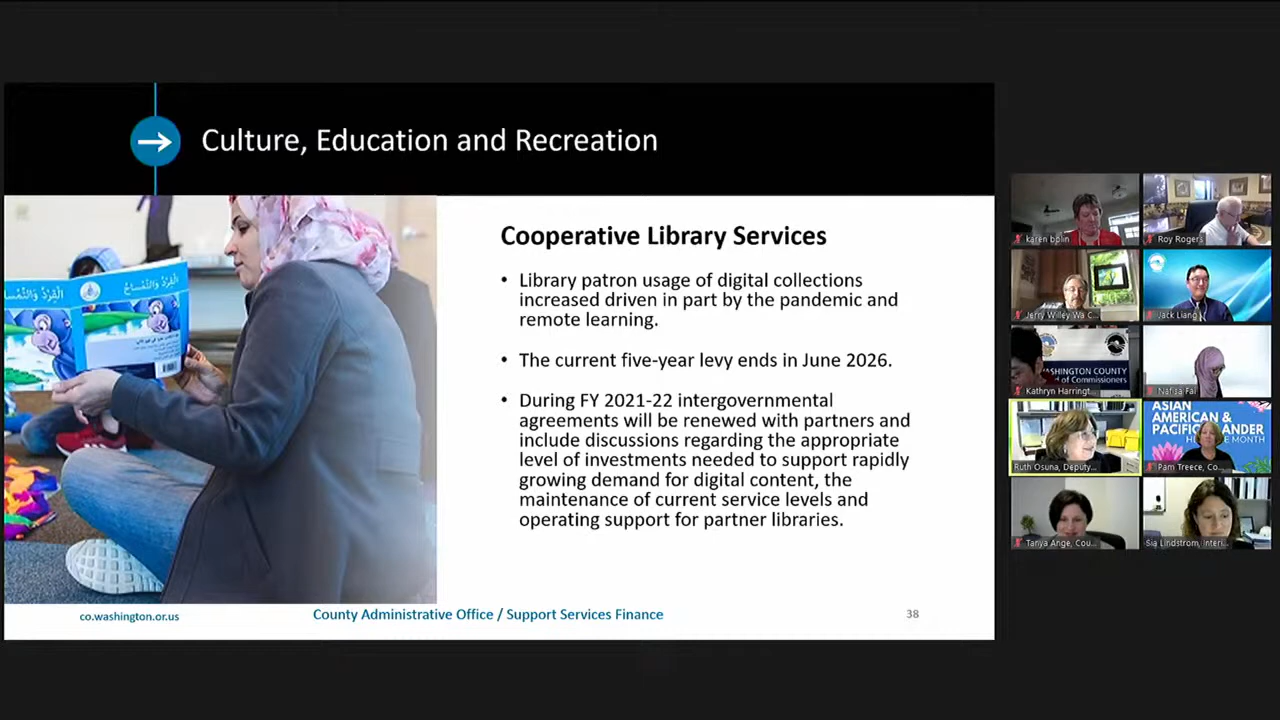 Culture, Education and Recreation
القِرْدُ وَالتِّمْسَاحُ
Cooperative Library Services
• Library patron usage of digital collections
increased driven in part by the pandemic and
remote learning.
• The current five-year levy ends in June 2026.
• During FY 2021-22 intergovernmental
agreements will be renewed with partners and
include discussions regarding the appropriate
level of investments needed to support rapidly
growing demand for digital content, the
maintenance of current service levels and
operating support for partner libraries.
co.washington.or.us
County Administrative Office / Support Services Finance
38
karen bolin
Roy Rogers
Jerry Willey Wa C...
Jack Liang
WASHINGTON COUNTY
d of Commissioners
Kathryn Harringt...
Nafisa Fai
Ruth Osuna, Deputy...
ASIAN
AMERICAN &
PACIFIC
ANDER
MONTH
Pam Treece, Co...
Tanya Ange, Cou...
Sia Lindstrom, Interi...